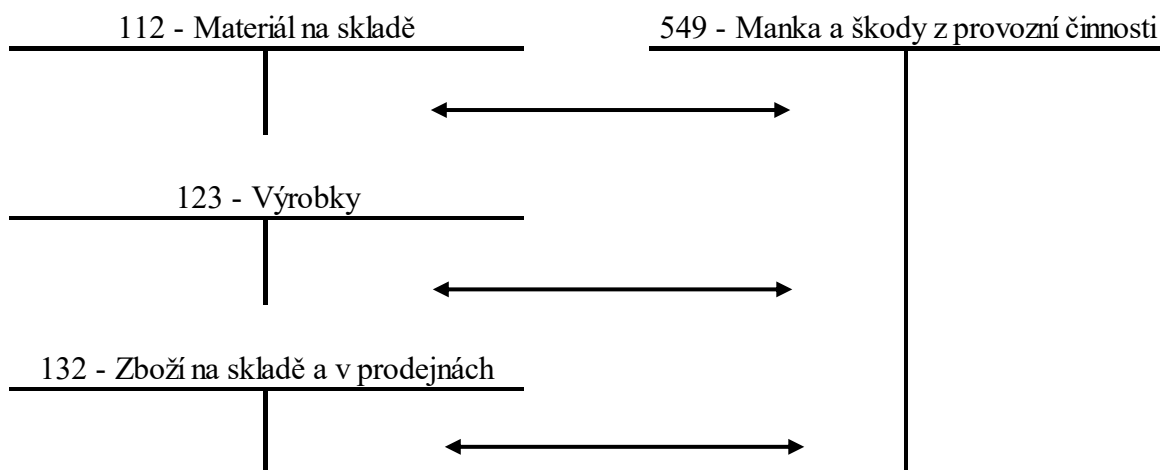 112 - Materiál na skladě
549 - Manka a škody z provozní činnosti
123 - Výrobky
132 - Zboží na skladě a v prodejnách